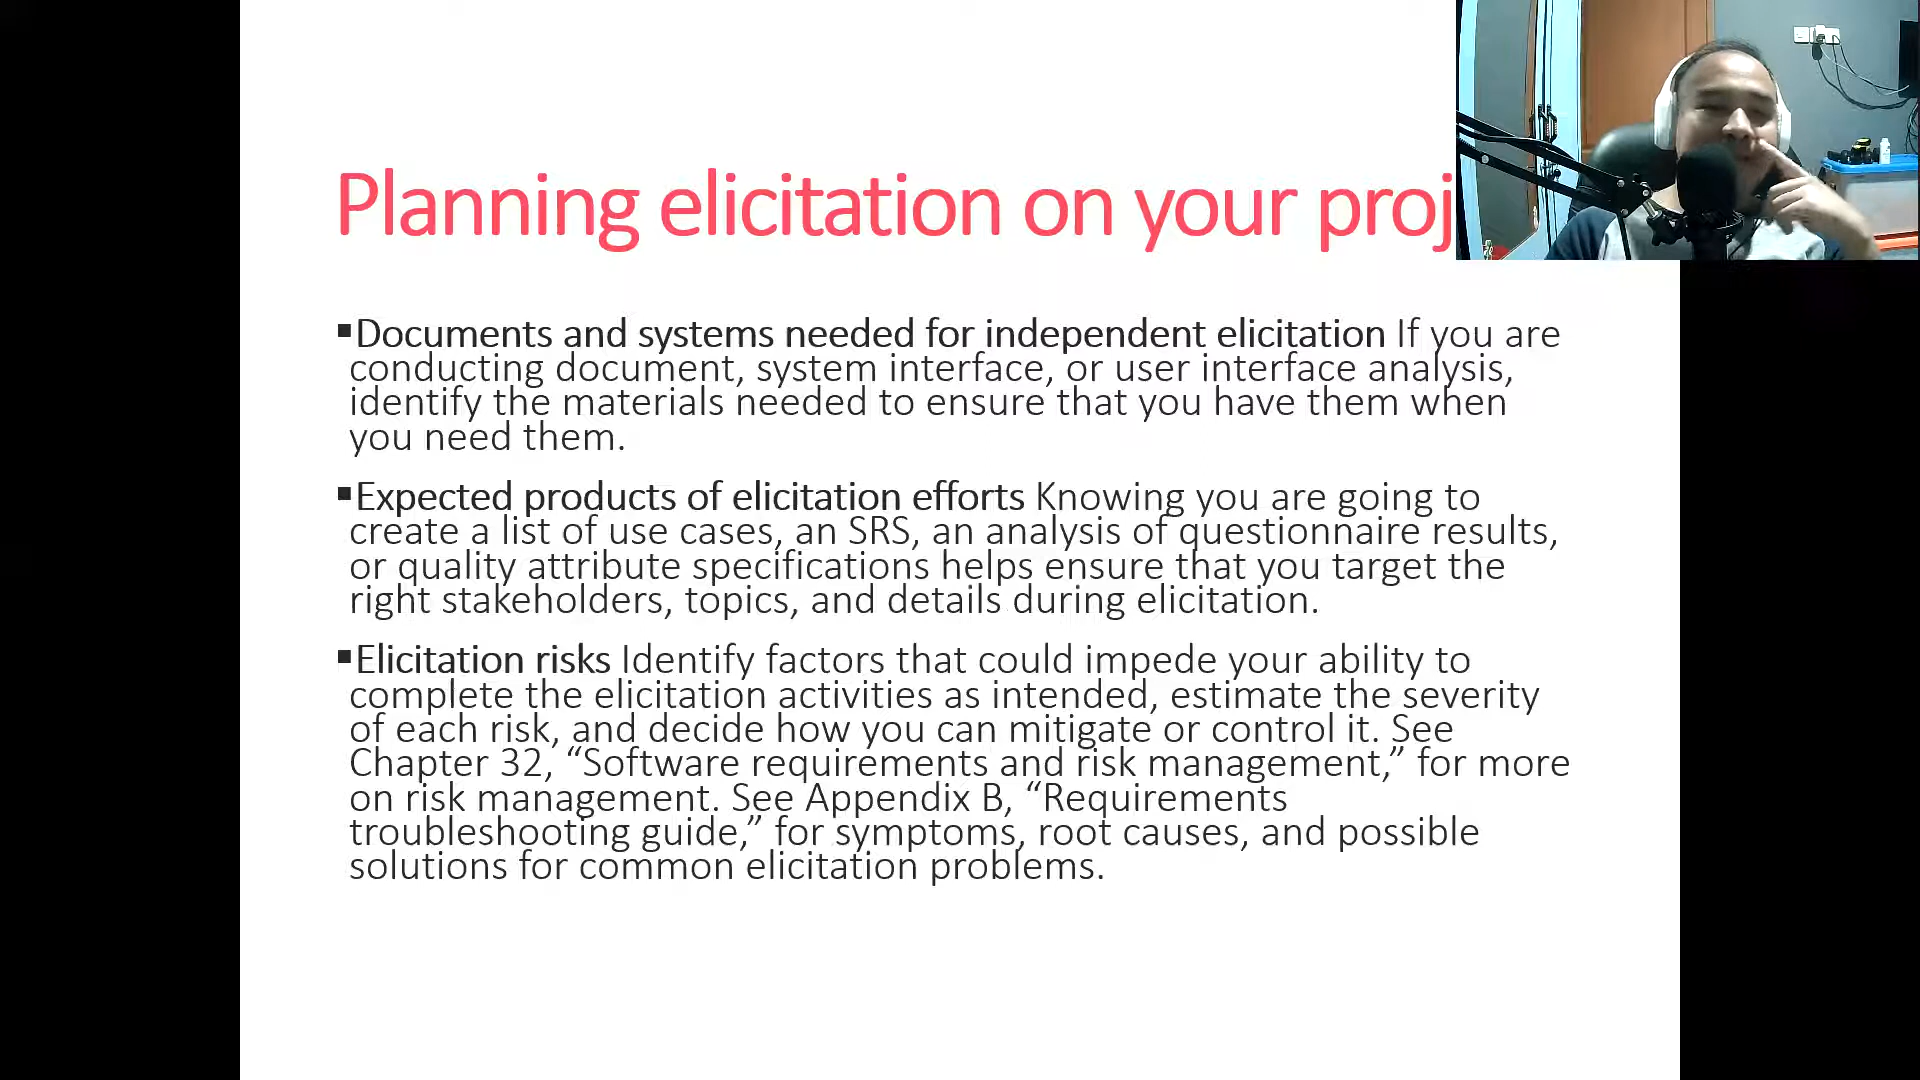 Planning elicitation on your proj
▪Documents and systems needed for independent elicitation If you are
conducting document, system interface, or user interface analysis,
identify the materials needed to ensure that you have them when
you need them.
▪Expected products of elicitation efforts Knowing you are going to
create a list of use cases, an SRS, an analysis of questionnaire results,
or quality attribute specifications helps ensure that you target the
right stakeholders, topics, and details during elicitation.
▪Elicitation risks Identify factors that could impede your ability to
complete the elicitation activities as intended, estimate the severity
of each risk, and decide how you can mitigate or control it. See
Chapter 32, “Software requirements and risk management,” for more
on risk management. See Appendix B, “Requirements
troubleshooting guide,” for symptoms, root causes, and possible
solutions for common elicitation problems.